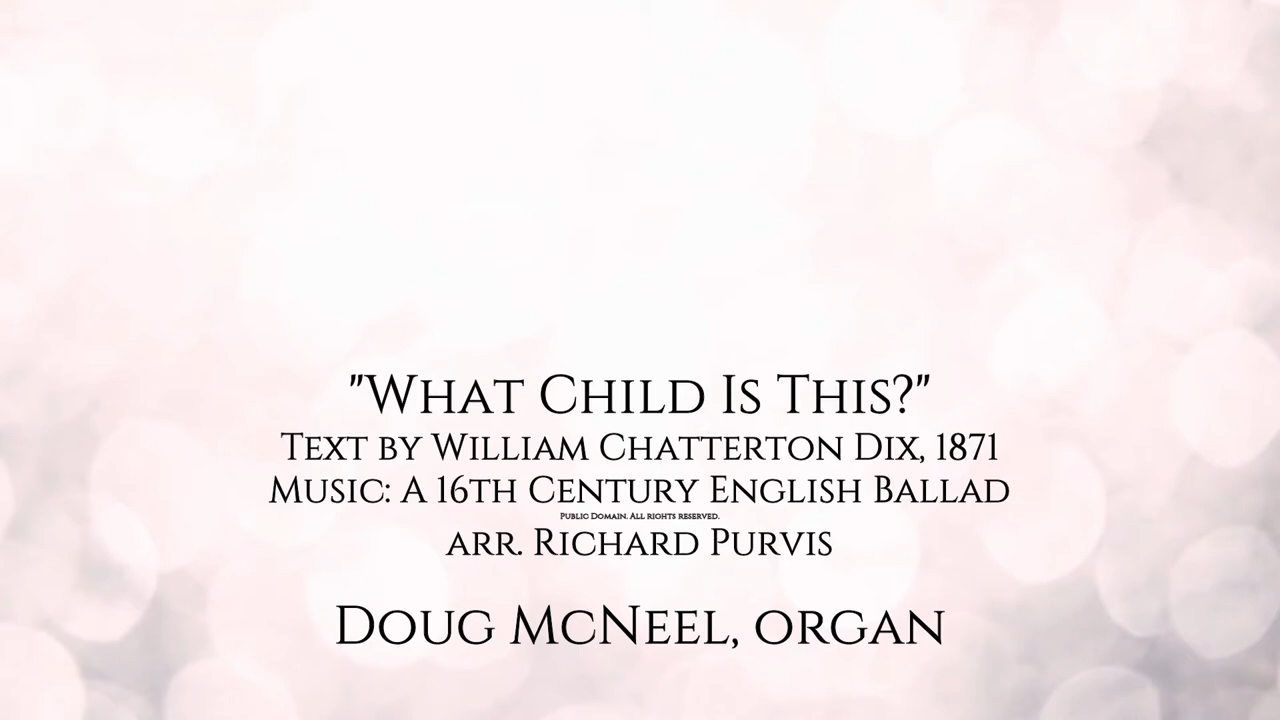 "What Child Is This?"
Text by William Chatterton Dix, 1871
Music: A 16th Century English Ballad
Public Domain. All rights reserved.
arr. Richard Purvis
Doug McNeel, organ